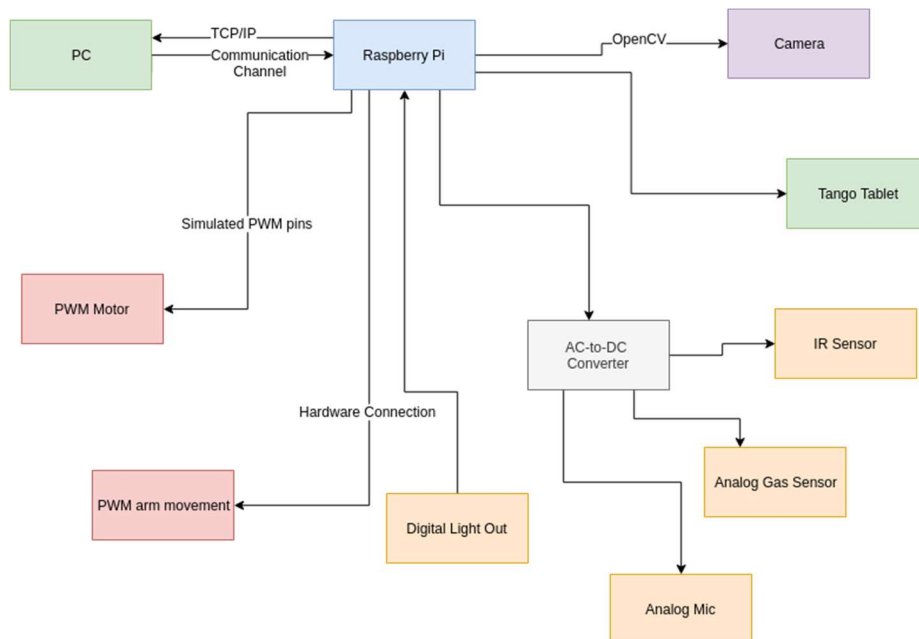 PC
TCP/IP
Communication
Channel
Raspberry Pi
OpenCV
Camera
Tango Tablet
Simulated PWM pins
PWM Motor
AC-to-DC
Converter
IR Sensor
Hardware Connection
PWM arm movement
Digital Light Out
Analog Gas Sensor
Analog Mic